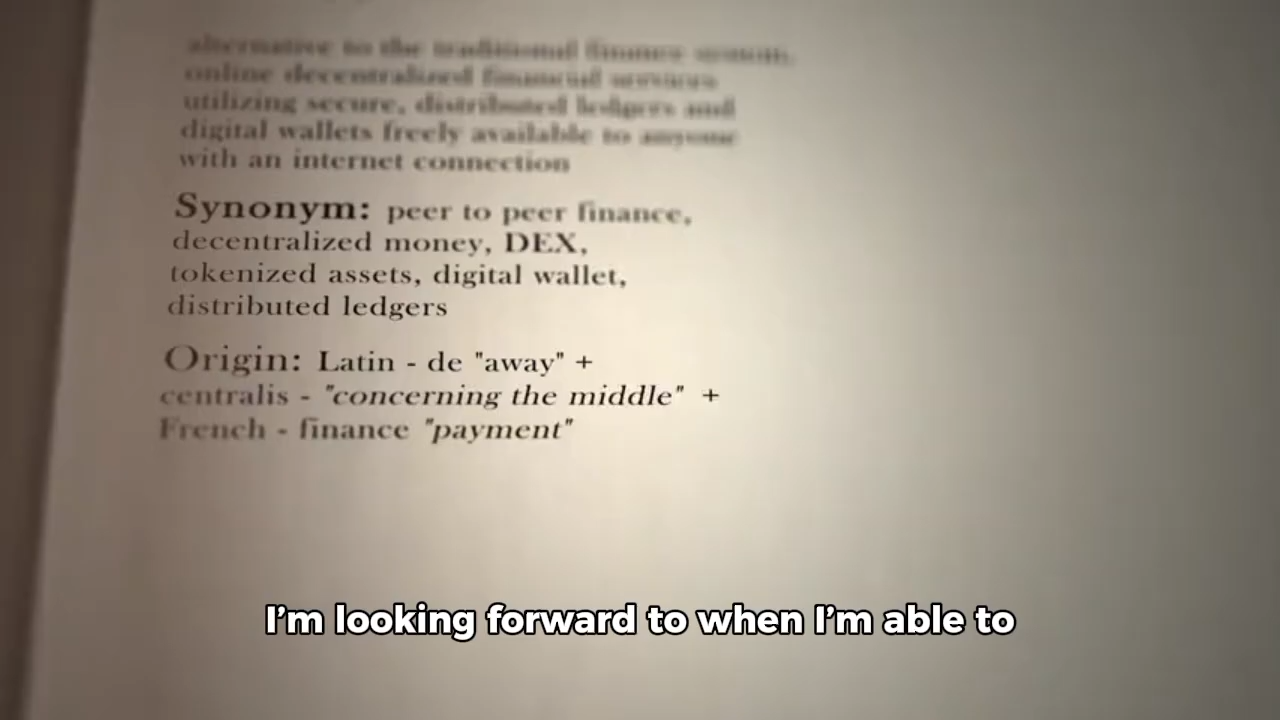 alternative to the traditional finance system,
online decentralized financial services
utilizing secure, distributed ledgers and
digital wallets freely available to anyone
with an internet connection
Synonym: peer to peer finance,
decentralized money, DEX,
tokenized assets, digital wallet,
distributed ledgers
Origin: Latin - de "away" +
centralis - "concerning the middle" +
French - finance "payment"
I'm looking forward to when I'm able to